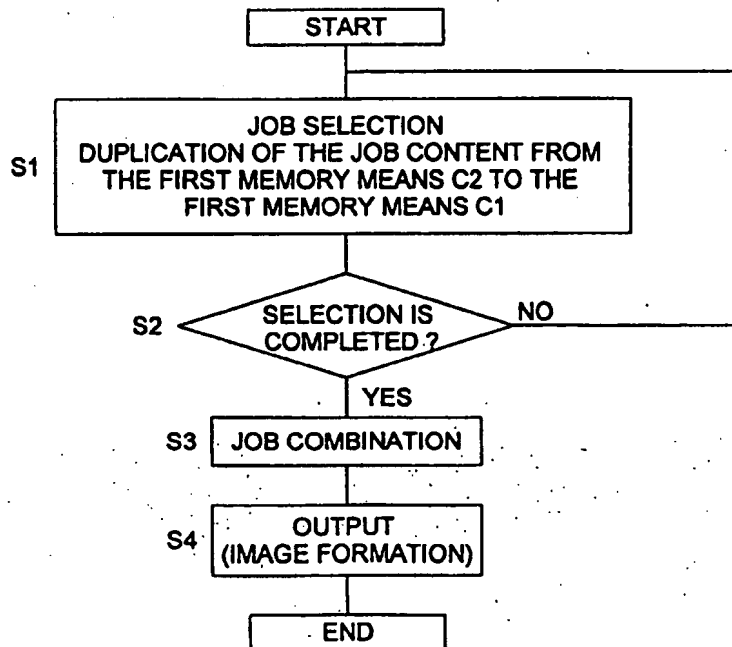 START
S1
JOB SELECTION
DUPLICATION OF THE JOB CONTENT FROM
THE FIRST MEMORY MEANS C2 TO THE
FIRST MEMORY MEANS C1
S2
SELECTION IS
COMPLETED ?
NO
YES
S3
JOB COMBINATION
S4
OUTPUT
(IMAGE FORMATION)
END